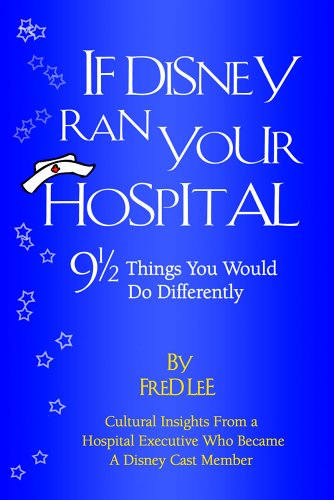 IF DISNEY
RAN YOUR
HOSPITAL
9½ Things You Would
Do Differently
By
FRED LEE
Cultural Insights From a
Hospital Executive Who Became
A Disney Cast Member